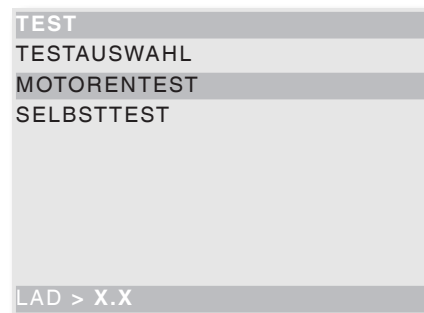 TEST
TESTAUSWAHL
MOTORENTEST
SELBSTTEST
LAD > X.X